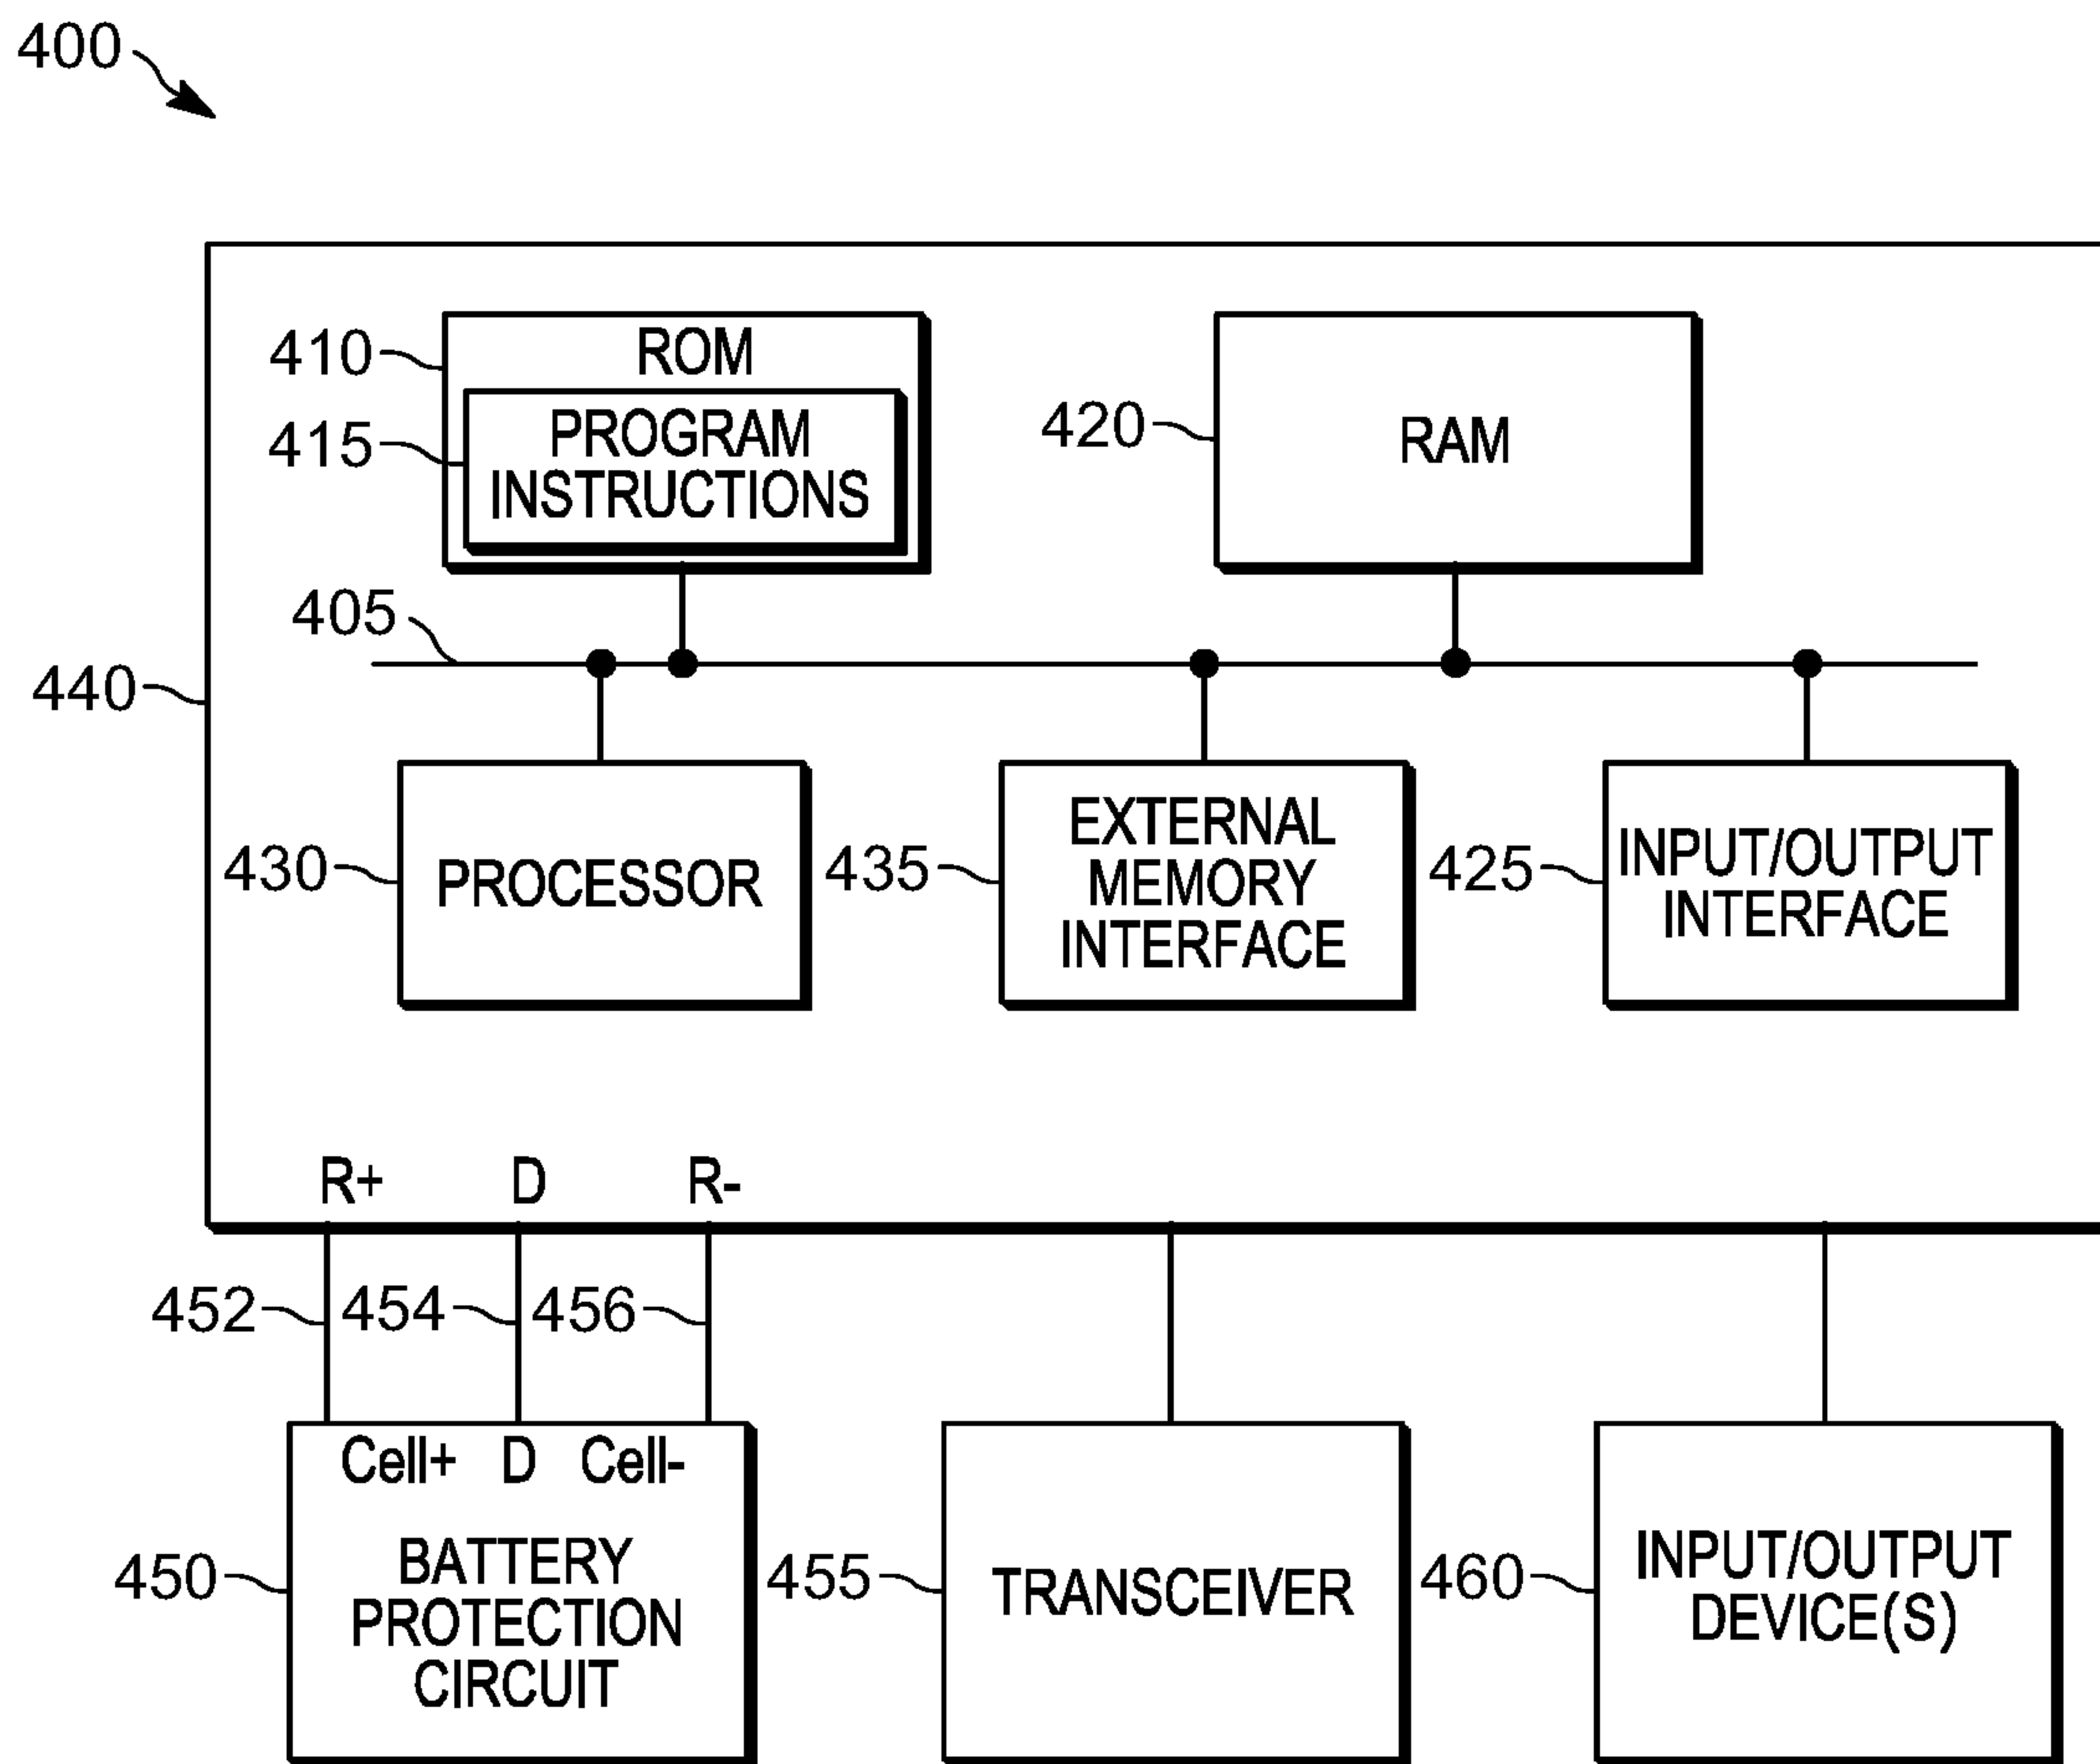 400
410
ROM
415
PROGRAM
INSTRUCTIONS
420
RAM
405
440
430
PROCESSOR
435
EXTERNAL
MEMORY
INTERFACE
425
INPUT/OUTPUT
INTERFACE
R+ D R-
452 454 456
Cell+ D Cell-
450
BATTERY
PROTECTION
CIRCUIT
455
TRANSCEIVER
460
INPUT/OUTPUT
DEVICE(S)